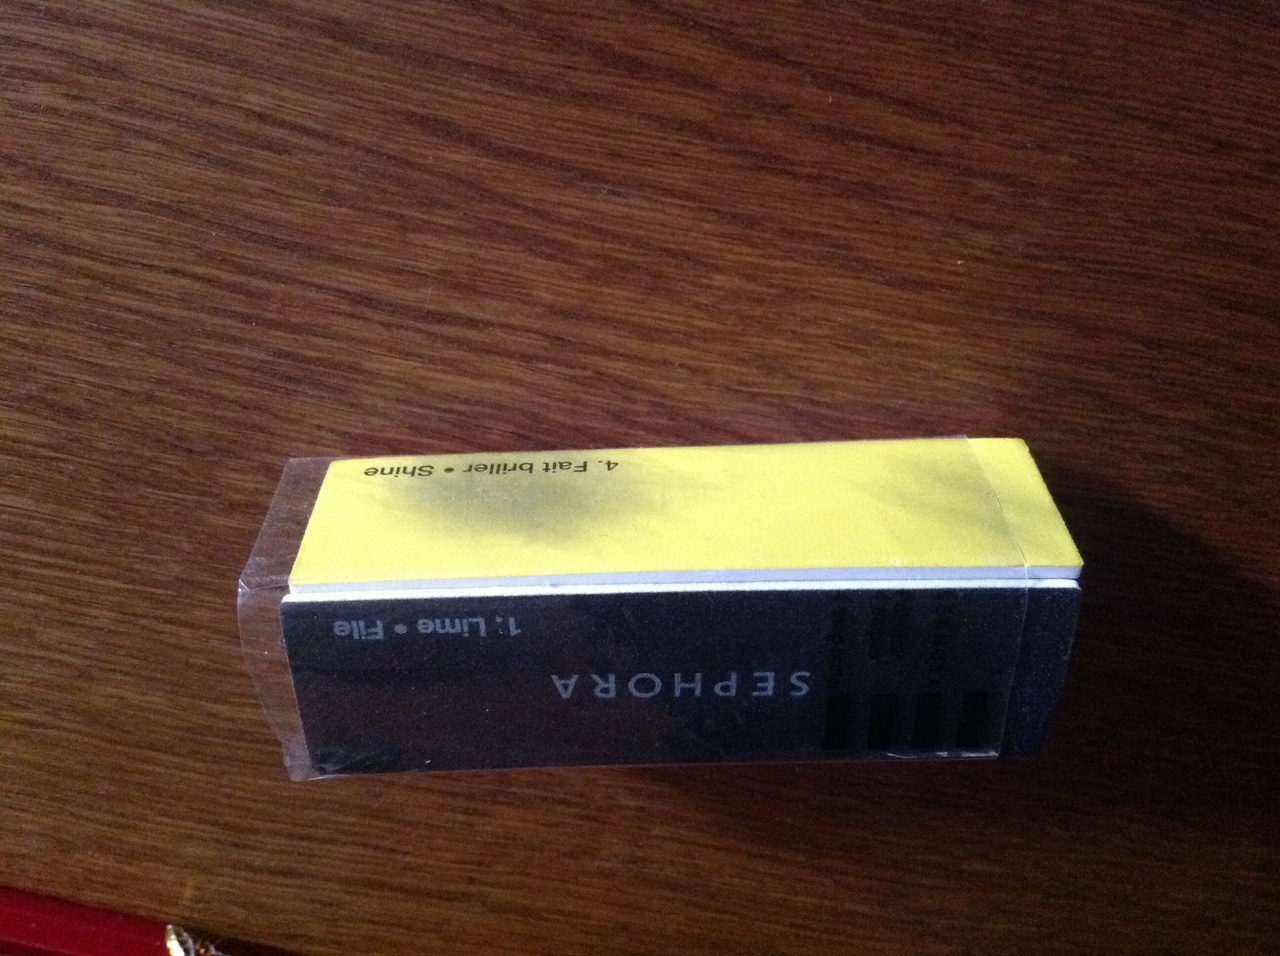 4. Fait briller • Shine
1. Lime • File
SEPHORA